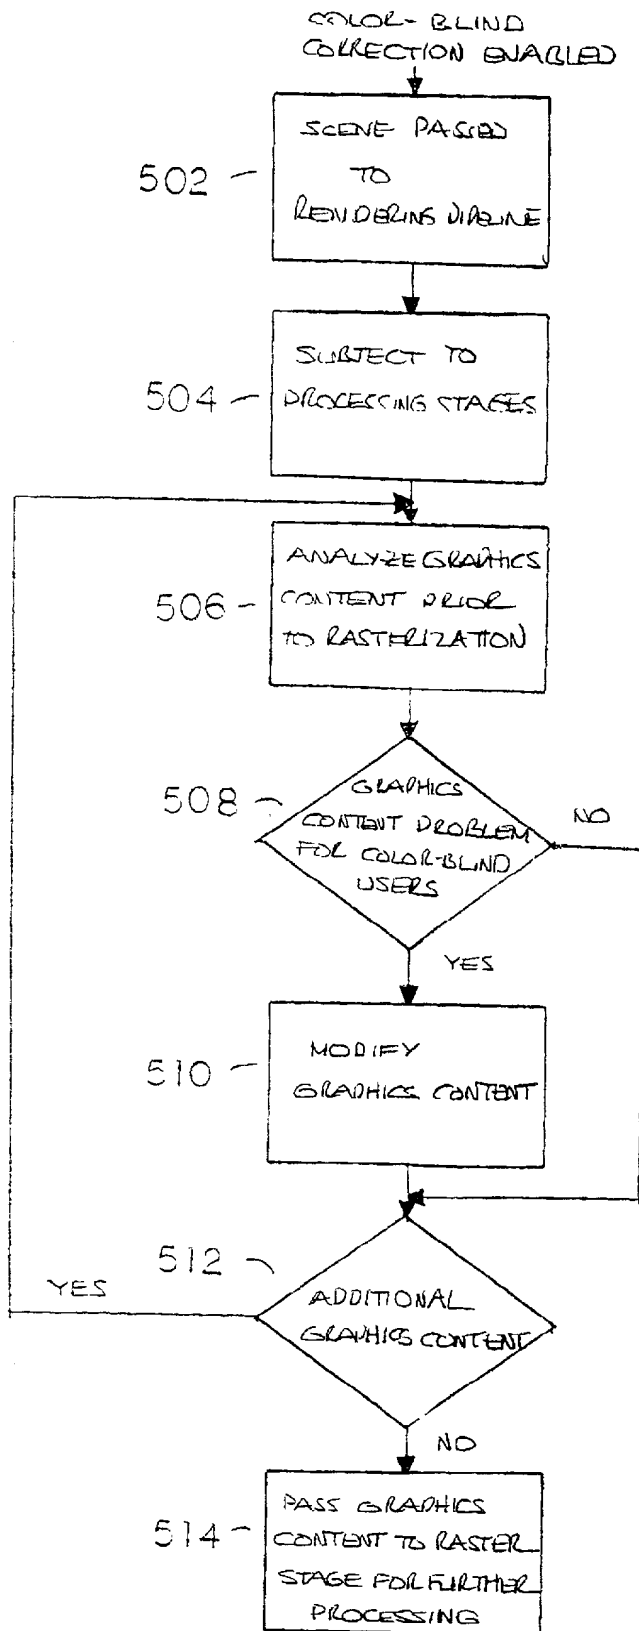 COLOR-BLIND
CORRECTION ENABLED
SCENE PASSED
TO
RENDERING PIPELINE
502
SUBJECT TO
PROCESSING STAGES
504
ANALYZE GRAPHICS
CONTENT PRIOR
TO RASTERIZATION
506
GRAPHICS
CONTENT PROBLEM
FOR COLOR-BLIND
USERS
508
NO
YES
MODIFY
GRAPHICS CONTENT
510
512
YES
ADDITIONAL
GRAPHICS CONTENT
NO
PASS GRAPHICS
CONTENT TO RASTER
STAGE FOR FURTHER
PROCESSING
514